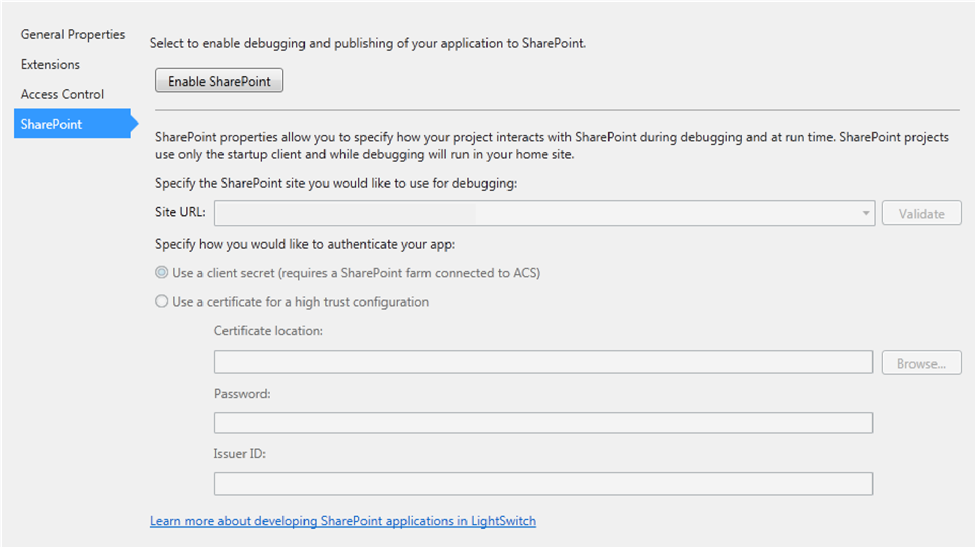 General Properties
Extensions
Access Control
SharePoint
Select to enable debugging and publishing of your application to SharePoint.
Enable SharePoint
SharePoint properties allow you to specify how your project interacts with SharePoint during debugging and at run time. SharePoint projects
use only the startup client and while debugging will run in your home site.
Specify the SharePoint site you would like to use for debugging:
Site URL:
Validate
Specify how you would like to authenticate your app:
Use a client secret (requires a SharePoint farm connected to ACS)
Use a certificate for a high trust configuration
Certificate location:
Browse...
Password:
Issuer ID:
Learn more about developing SharePoint applications in LightSwitch